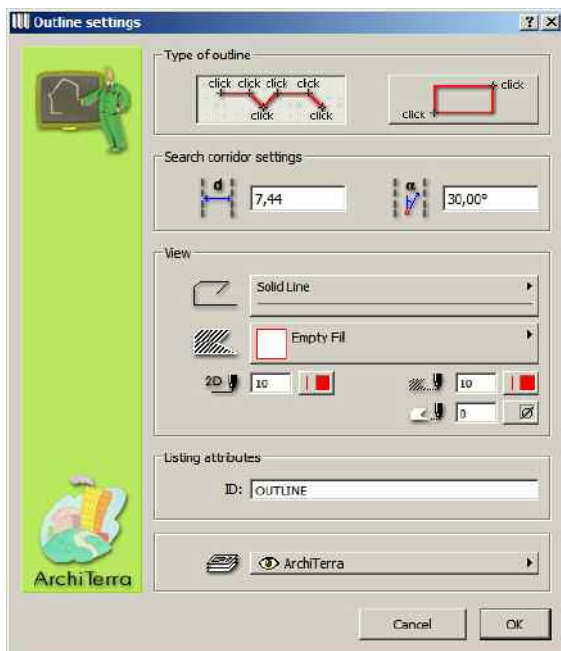 Outline settings
Type of outline
click click click click
click click
click
click
Search corridor settings
d 7,44 α 30,00°
View
Solid Line
Empty Fill
2D 10 10
0
Listing attributes
ID: OUTLINE
ArchiTerra
ArchiTerra
Cancel OK